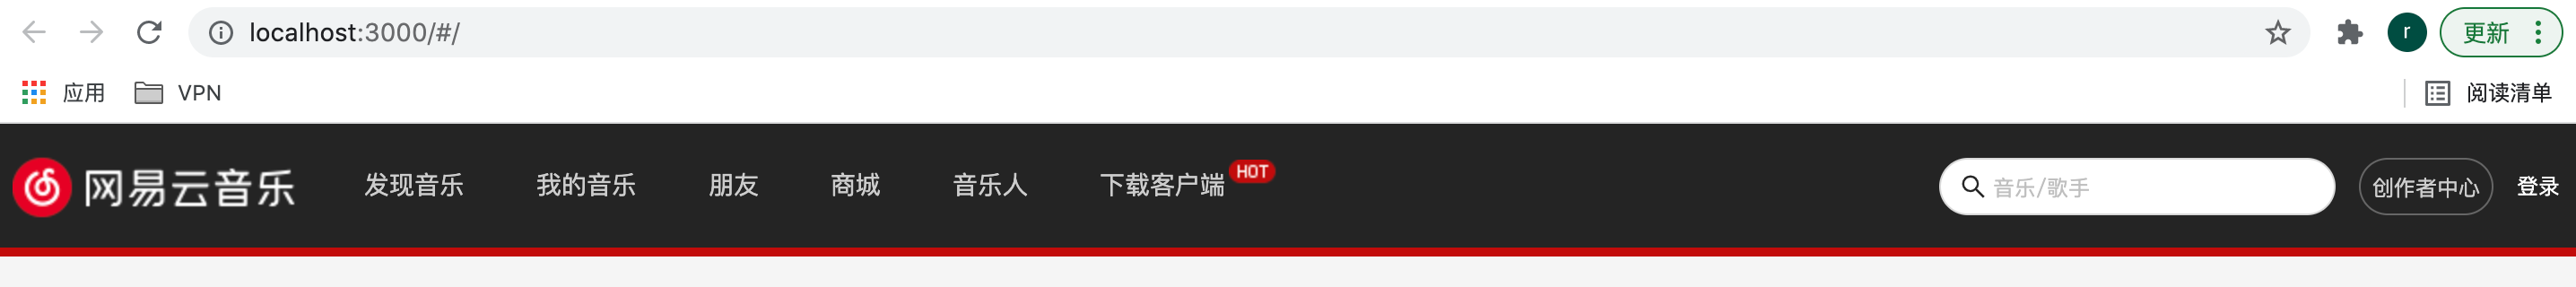 localhost:3000/#/ r 更新
应用 VPN 阅读清单
网易云音乐 发现音乐 我的音乐 朋友 商城 音乐人 下载客户端 HOT 音乐/歌手 创作者中心 登录